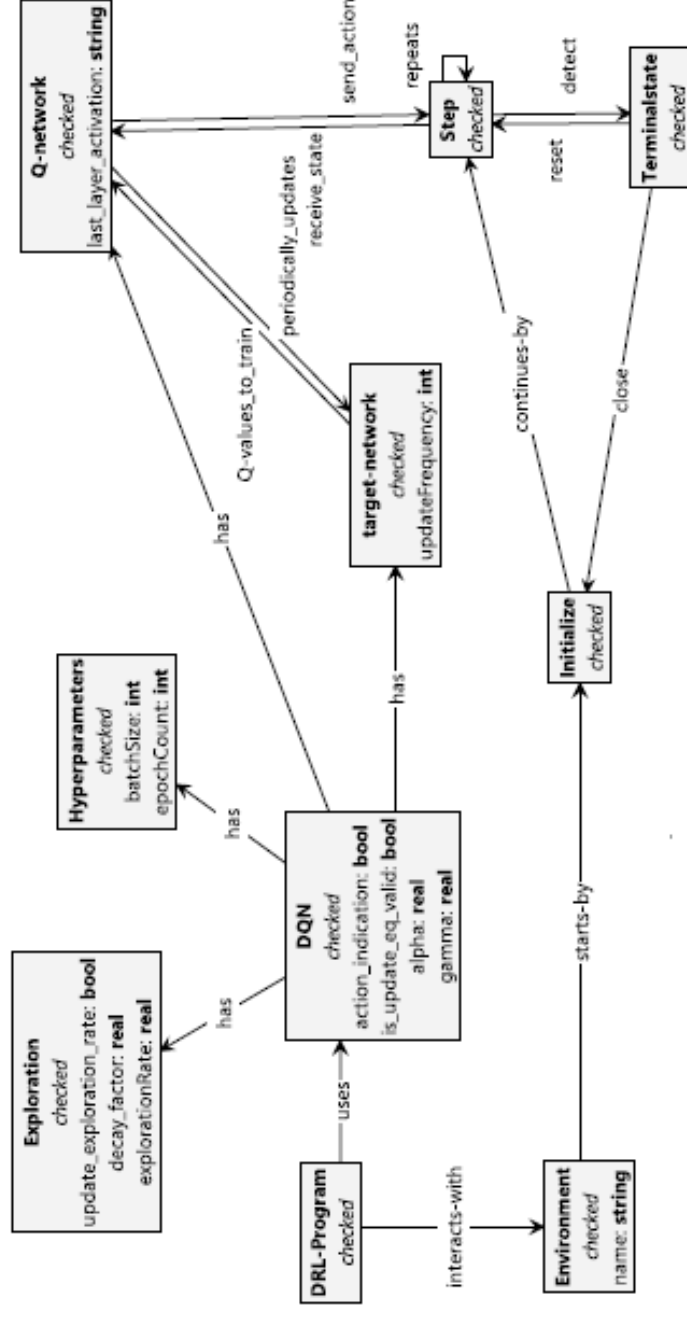 Exploration
checked
update_exploration_rate: bool
decay_factor: real
explorationRate: real
Hyperparameters
checked
batchSize: int
epochCount: int
Q-network
checked
last_layer_activation: string
has
has
has
Q-values_to_train
periodically_updates
receive_state
send_action
DRL-Program
checked
uses
DQN
checked
action_indication: bool
is_update_eq_valid: bool
alpha: real
gamma: real
has
target-network
checked
updateFrequency: int
repeats
Step
checked
interacts-with
continues-by
reset
detect
Environment
checked
name: string
starts-by
Initialize
checked
close
Terminalstate
checked